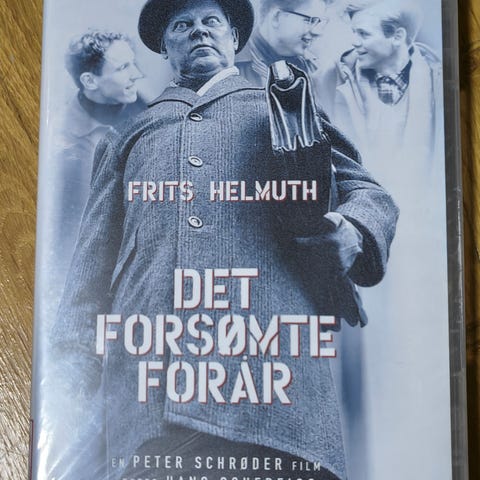 FRITS HELMUTH
DET
FORSØMTE
FORÅR
EN PETER SCHRØDER FILM